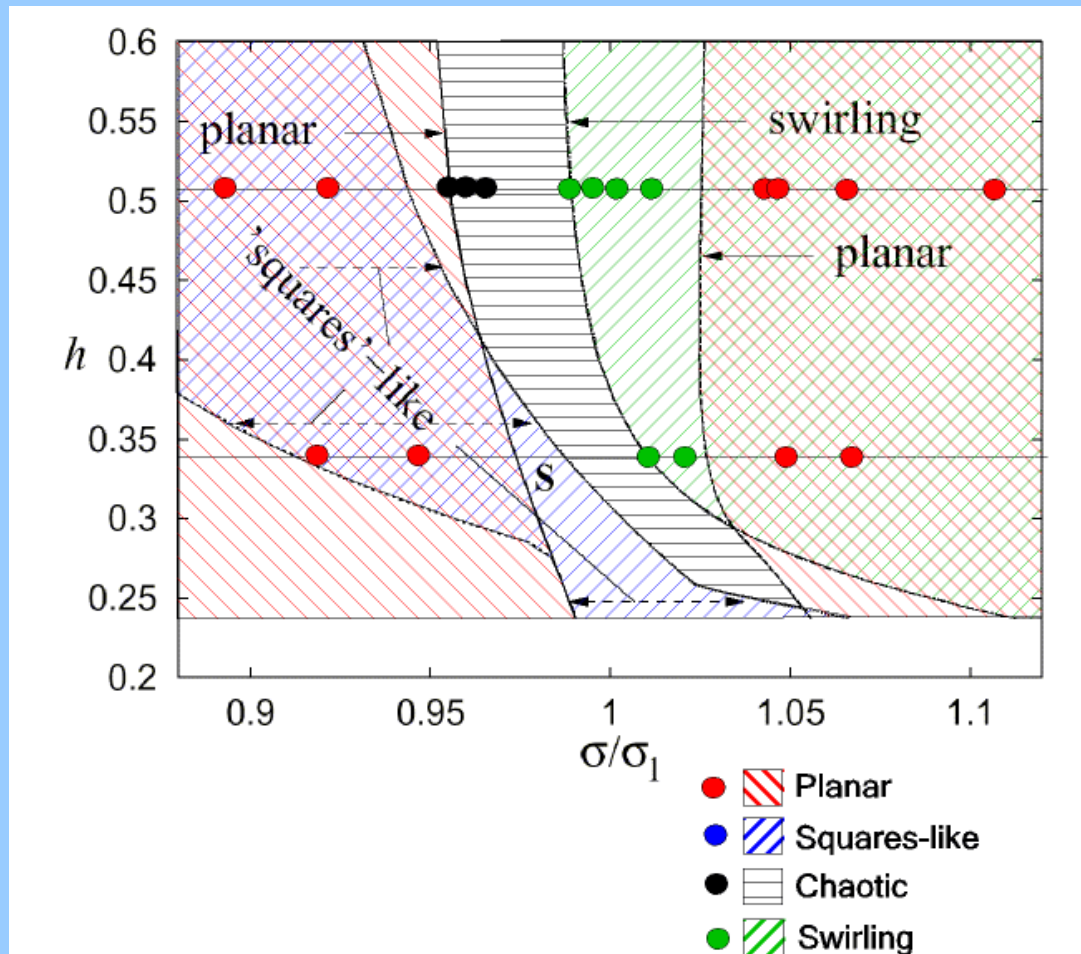 0.6
0.55
0.5
0.45
0.4
0.35
0.3
0.25
0.2
h
planar
swirling
planar
'squares'-like
s
0.9
0.95
1
1.05
1.1
σ/σ₁
Planar
Squares-like
Chaotic
Swirling